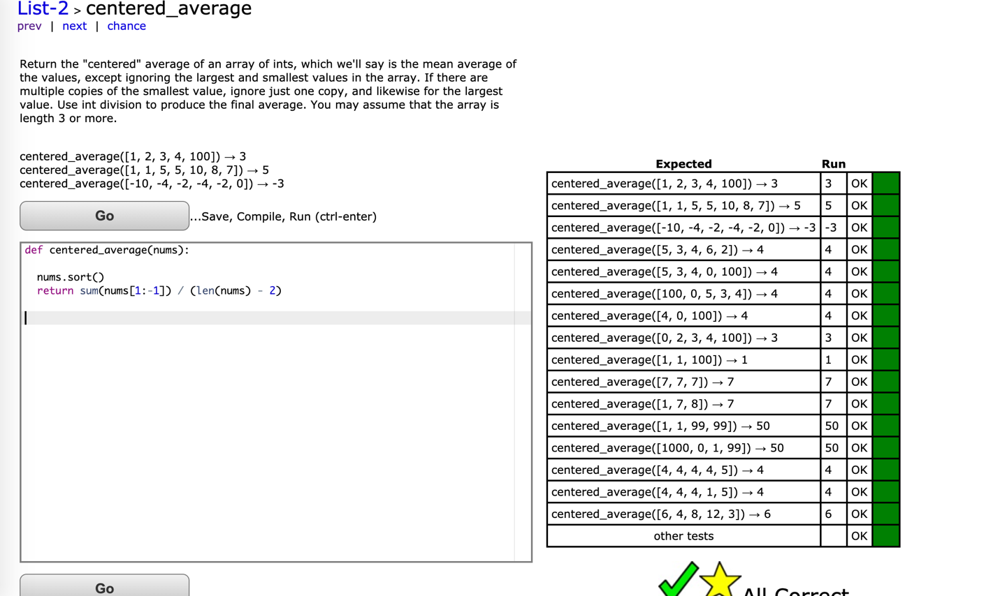 List-2 > centered_average
prev | next | chance
Return the "centered" average of an array of ints, which we'll say is the mean average of
the values, except ignoring the largest and smallest values in the array. If there are
multiple copies of the smallest value, ignore just one copy, and likewise for the largest
value. Use int division to produce the final average. You may assume that the array is
length 3 or more.
centered_average([1, 2, 3, 4, 100]) → 3
centered_average([1, 1, 5, 5, 10, 8, 7]) → 5
centered_average([-10, -4, -2, -4, -2, 0]) → -3
Go ...Save, Compile, Run (ctrl-enter)
def centered_average(nums):
nums.sort()
return sum(nums[1:-1]) / (len(nums) - 2)
Go
Expected Run
centered_average([1, 2, 3, 4, 100]) → 3 3 OK
centered_average([1, 1, 5, 5, 10, 8, 7]) → 5 5 OK
centered_average([-10, -4, -2, -4, -2, 0]) → -3 -3 OK
centered_average([5, 3, 4, 6, 2]) → 4 4 OK
centered_average([5, 3, 4, 0, 100]) → 4 4 OK
centered_average([100, 0, 5, 3, 4]) → 4 4 OK
centered_average([4, 0, 100]) → 4 4 OK
centered_average([0, 2, 3, 4, 100]) → 3 3 OK
centered_average([1, 1, 100]) → 1 1 OK
centered_average([7, 7, 7]) → 7 7 OK
centered_average([1, 7, 8]) → 7 7 OK
centered_average([1, 1, 99, 99]) → 50 50 OK
centered_average([1000, 0, 1, 99]) → 50 50 OK
centered_average([4, 4, 4, 4, 5]) → 4 4 OK
centered_average([4, 4, 4, 1, 5]) → 4 4 OK
centered_average([6, 4, 8, 12, 3]) → 6 6 OK
other tests OK
All Correct